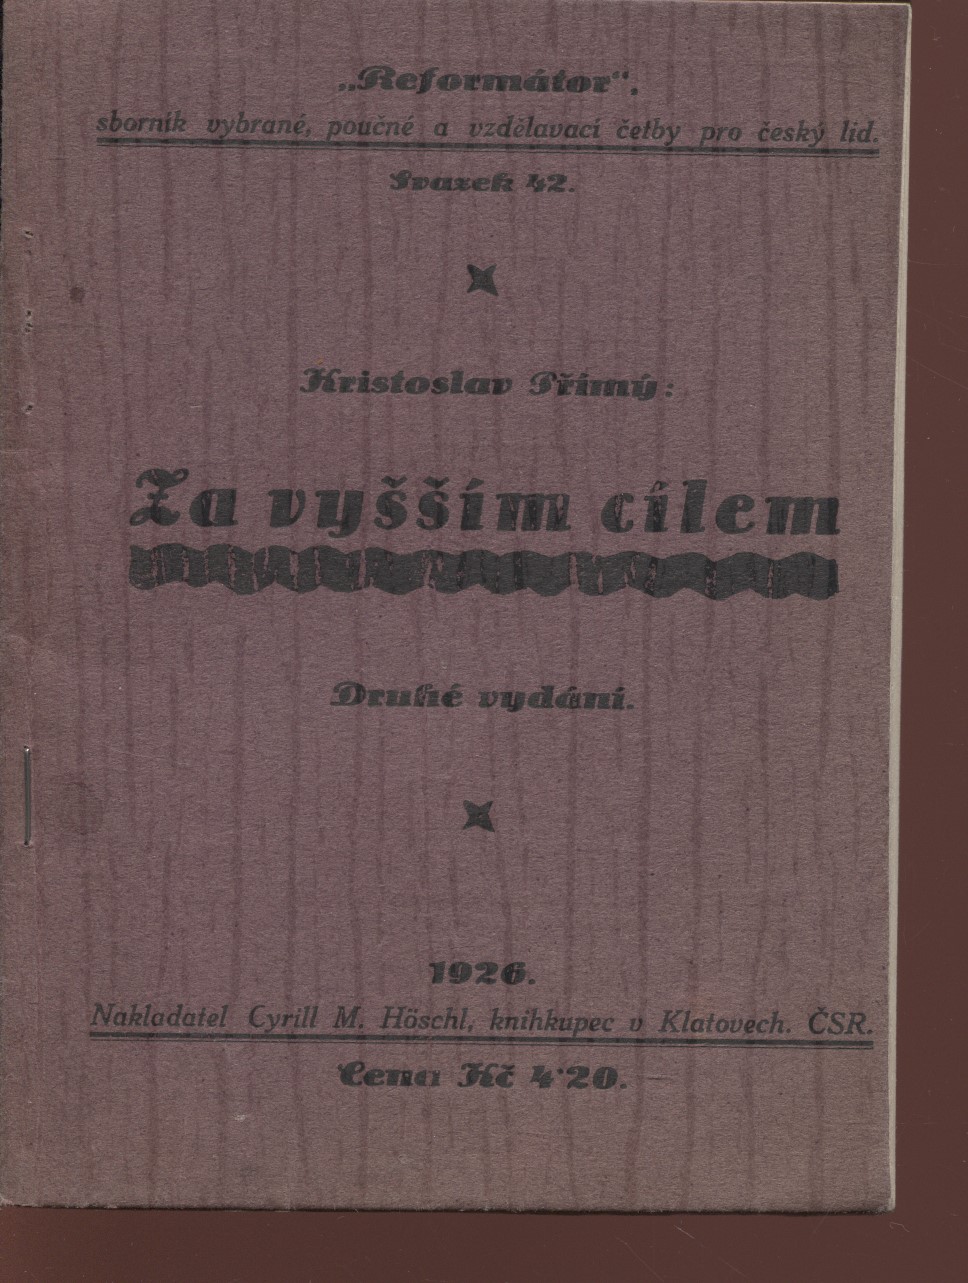 „Reformátor“.
sborník vybrané, poučné a vzdělavací četby pro český lid.
Svazek 42.
Kristoslav Přímý:
Za vyšším cílem
Druhé vydání.
1926.
Nakladatel Cyrill M. Höschl, knihkupec v Klatovech. ČSR.
Cena Kč 4·20.